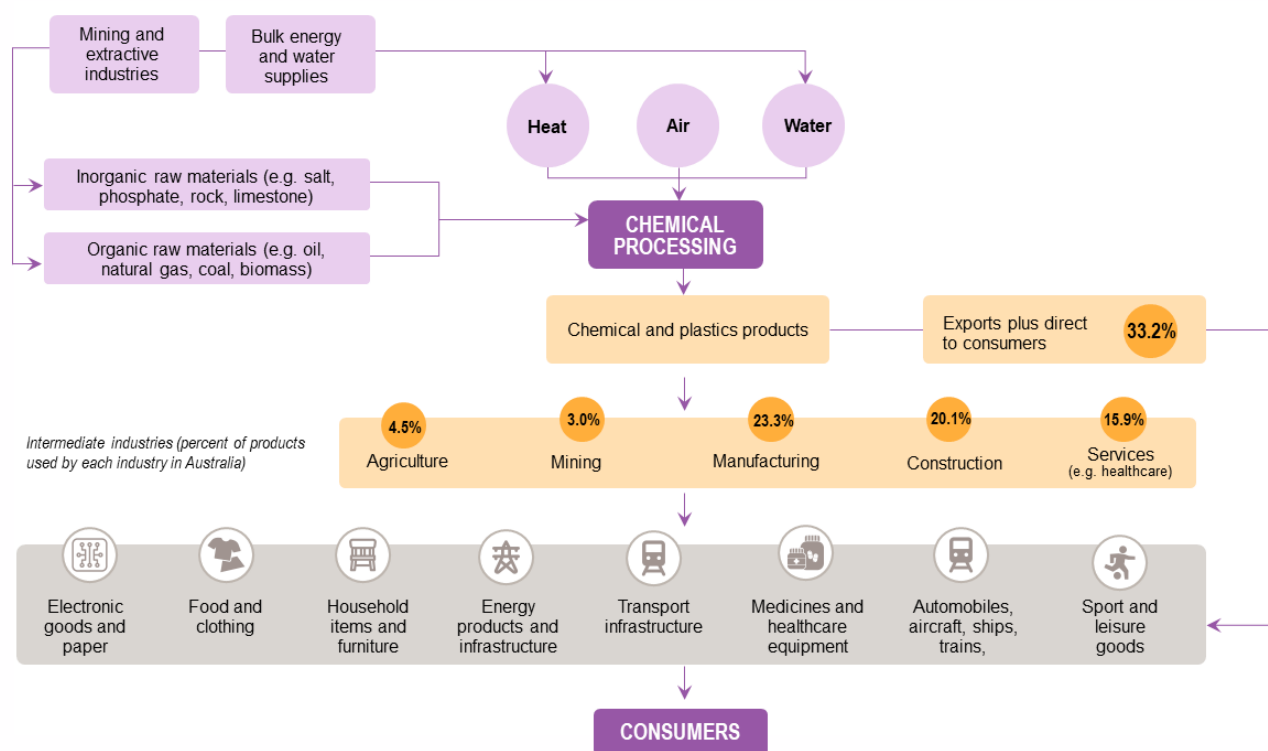 Mining and
extractive
industries
Bulk energy
and water
supplies
Heat
Air
Water
Inorganic raw materials (e.g. salt,
phosphate, rock, limestone)
Organic raw materials (e.g. oil,
natural gas, coal, biomass)
CHEMICAL
PROCESSING
Chemical and plastics products
Exports plus direct
to consumers
33.2%
Intermediate industries (percent of products
used by each industry in Australia)
4.5%
Agriculture
3.0%
Mining
23.3%
Manufacturing
20.1%
Construction
15.9%
Services
(e.g. healthcare)
Electronic
goods and
paper
Food and
clothing
Household
items and
furniture
Energy
products and
infrastructure
Transport
infrastructure
Medicines and
healthcare
equipment
Automobiles,
aircraft, ships,
trains,
Sport and
leisure
goods
CONSUMERS